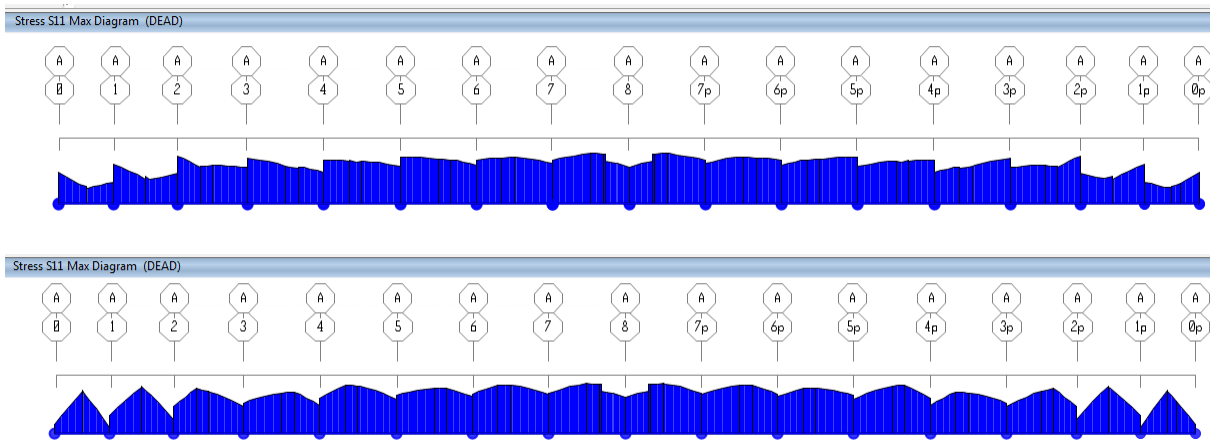 Stress S11 Max Diagram (DEAD)
A A A A A A A A A A A A A A A A A
0 1 2 3 4 5 6 7 8 7p 6p 5p 4p 3p 2p 1p 0p
Stress S11 Max Diagram (DEAD)
A A A A A A A A A A A A A A A A A
0 1 2 3 4 5 6 7 8 7p 6p 5p 4p 3p 2p 1p 0p